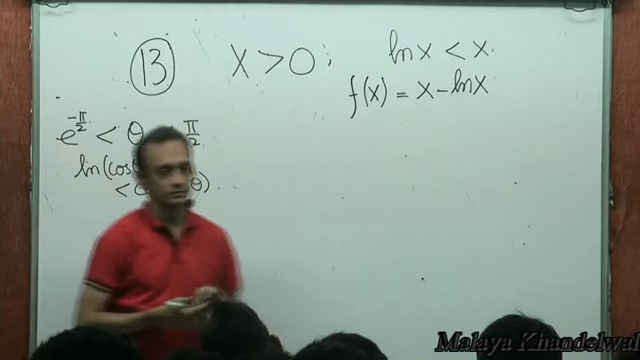 13 x > 0 ; ln x < x.
f(x) = x - ln x
e^{-π/2} < θ π/2
ln(cos
< θ).
Malaya Khandelwal